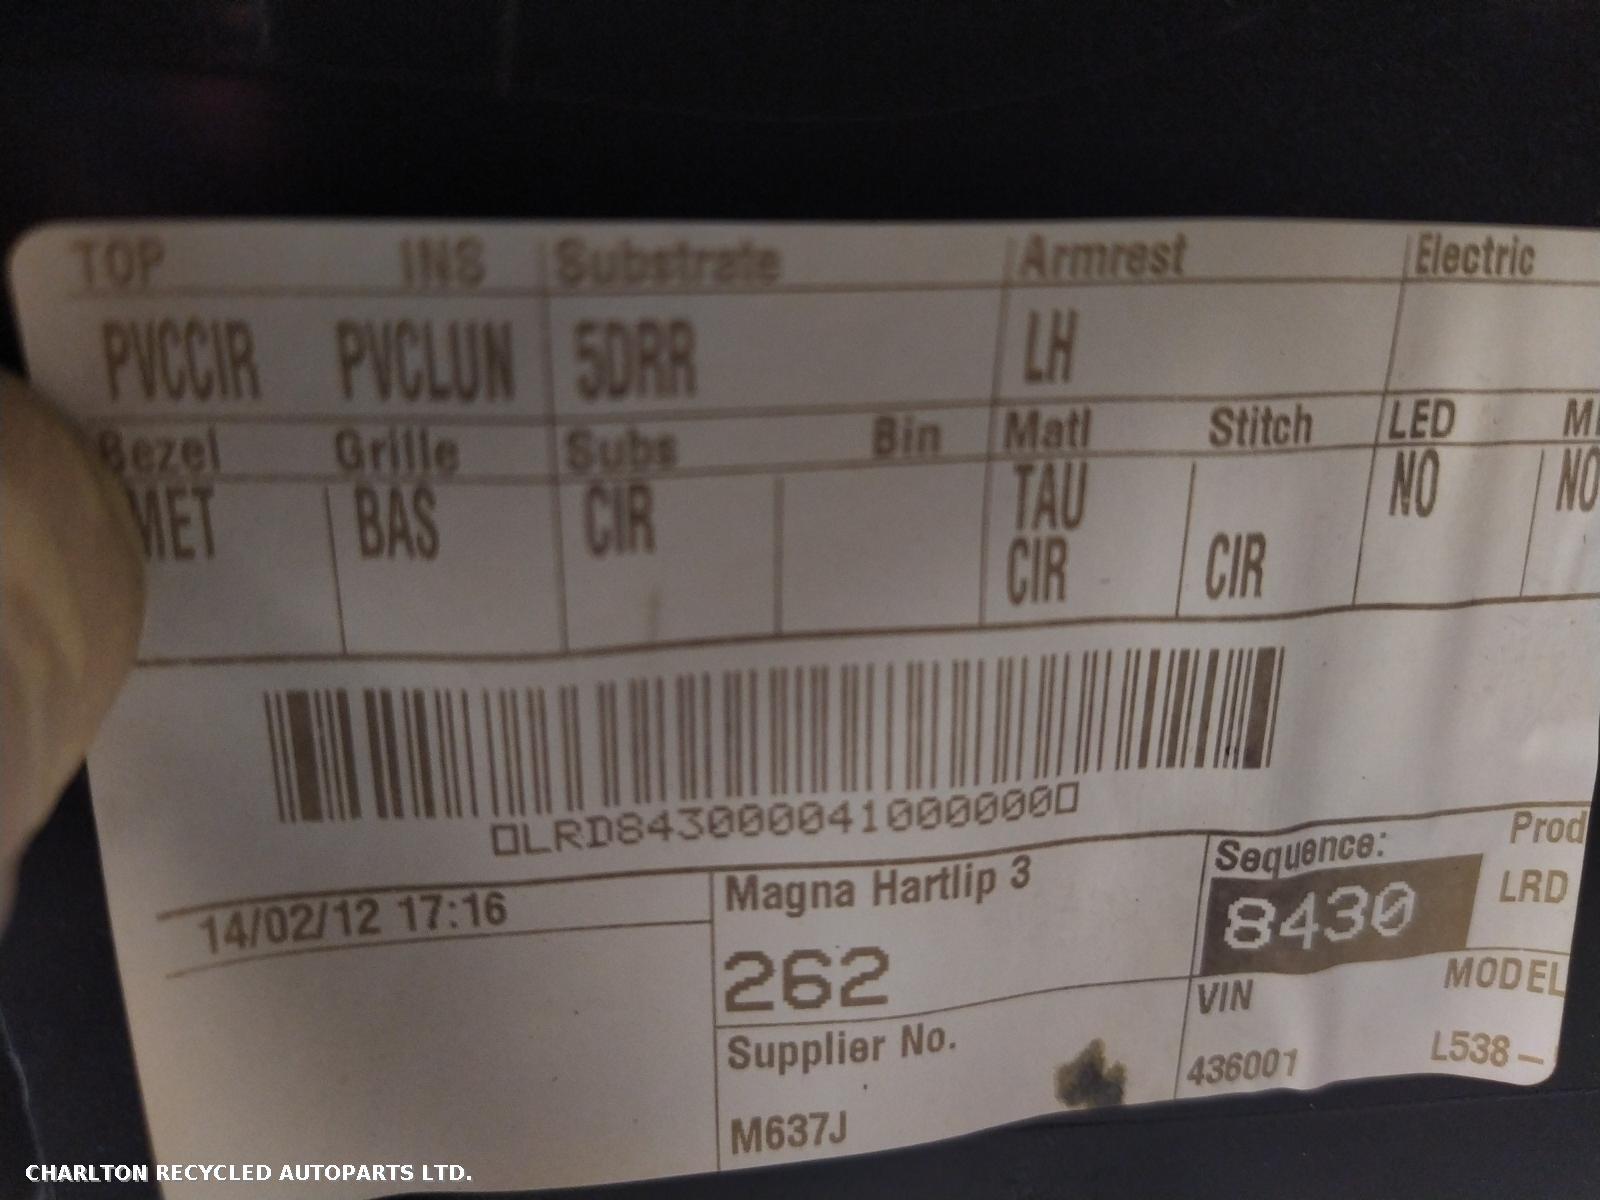 TOP INS Substrate Armrest Electric
PVCCIR PVCLUN 5DRR LH
Bezel Grille Subs Bin Matl Stitch LED
MET BAS CIR TAU NO NO
CIR CIR
□LRD843000041000000□
14/02/12 17:16
Magna Hartlip 3
262
Supplier No.
M637J
Sequence:
8430
VIN
436001
Prod
LRD
MODEL
L538 –
CHARLTON RECYCLED AUTOPARTS LTD.